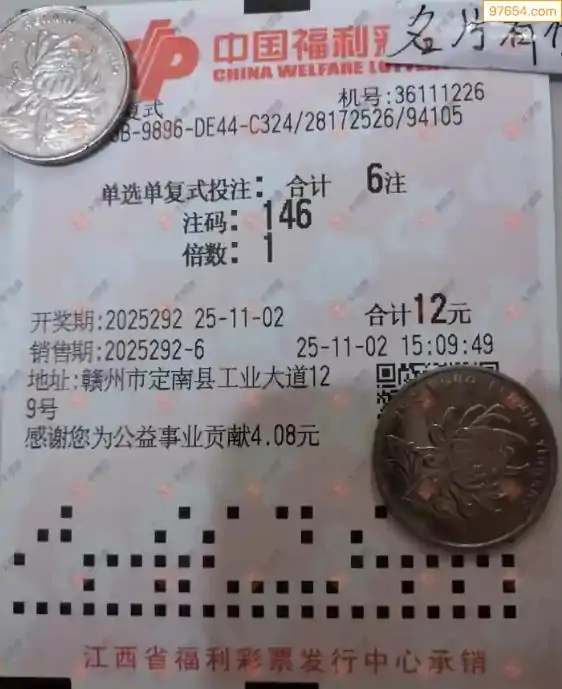 97654.com
名片
中国福利彩
CHINA WELFARE LOTTE
复式
机号:36111226
B-9896-DE44-C324/28172526/94105
单选单复式投注: 合计 6注
注码: 146
倍数: 1
开奖期:2025292 25-11-02 合计12元
销售期:2025292-6 25-11-02 15:09:49
地址:赣州市定南县工业大道12
9号
感谢您为公益事业贡献4.08元
江西省福利彩票发行中心承销